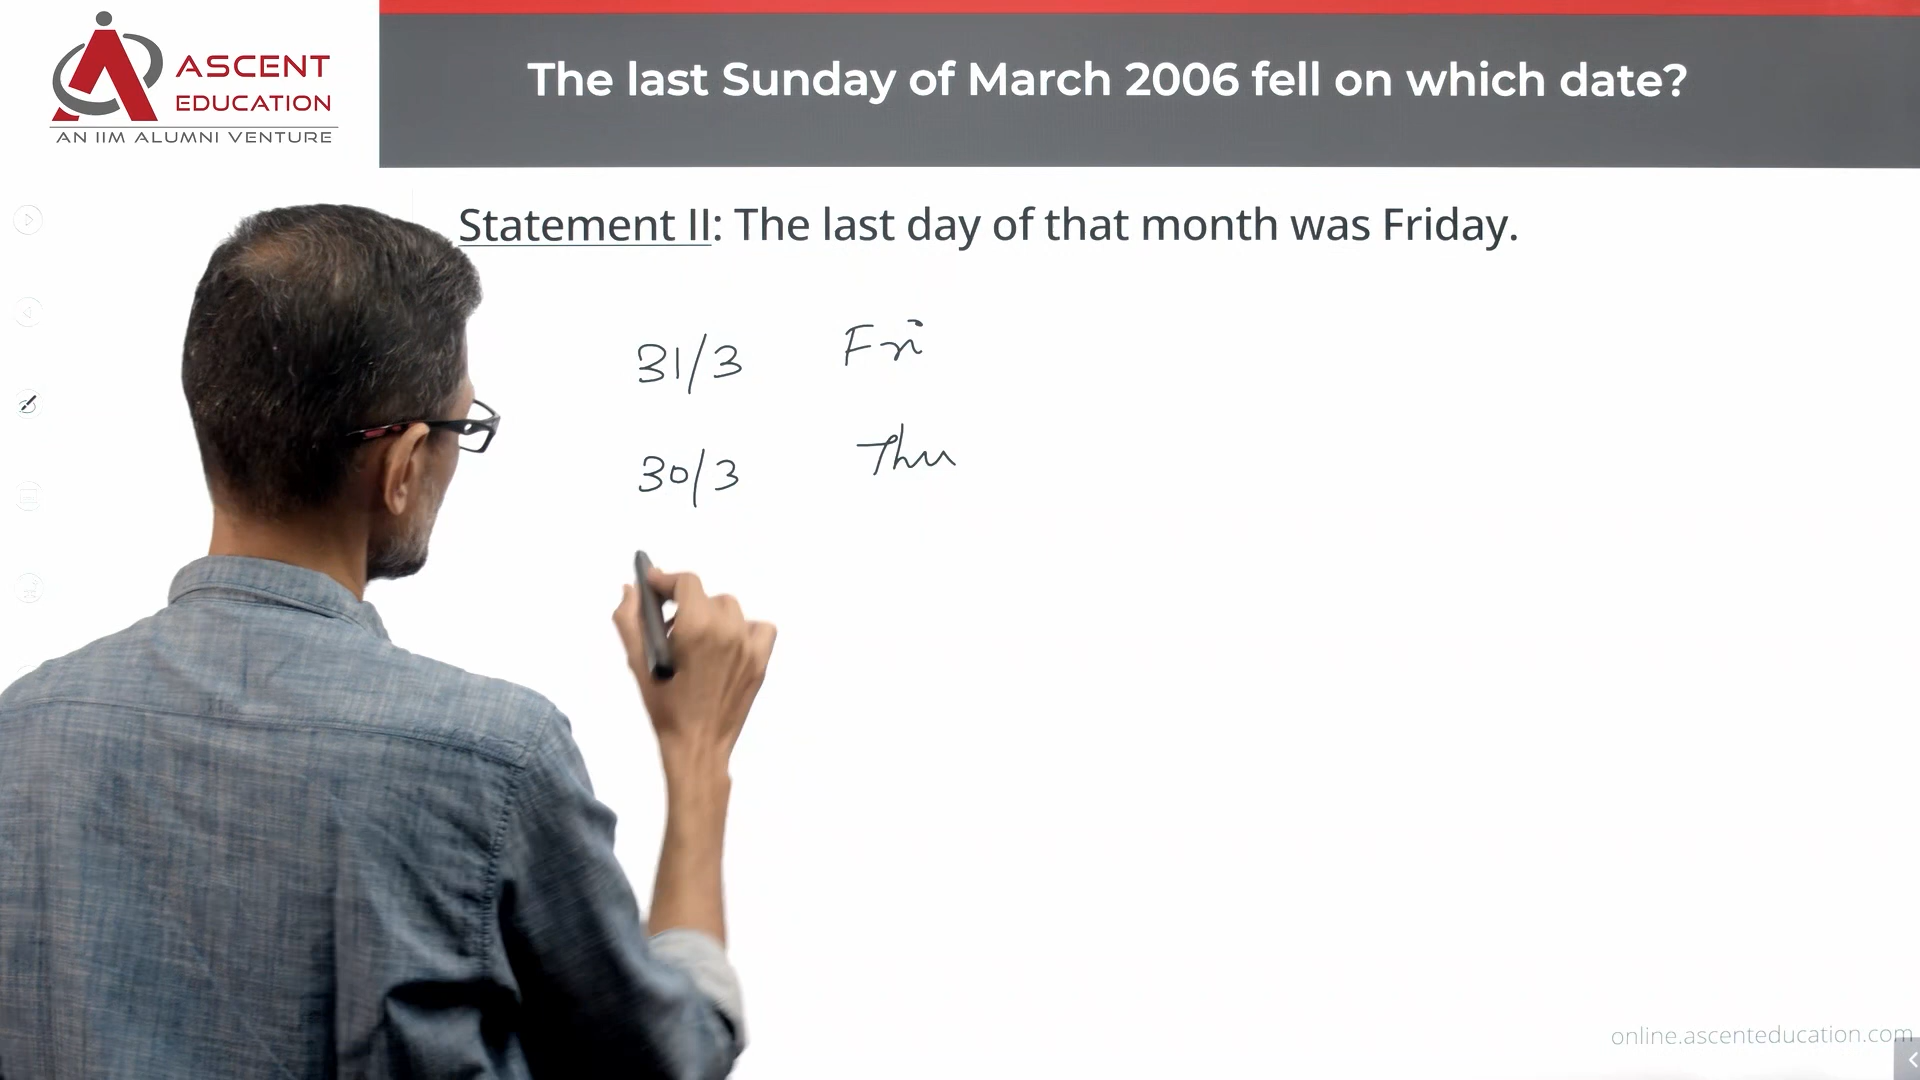 ASCENT
EDUCATION
AN IIM ALUMNI VENTURE
The last Sunday of March 2006 fell on which date?
Statement II: The last day of that month was Friday.
31/3 Fri
30/3 Thu
online.ascenteducation.com